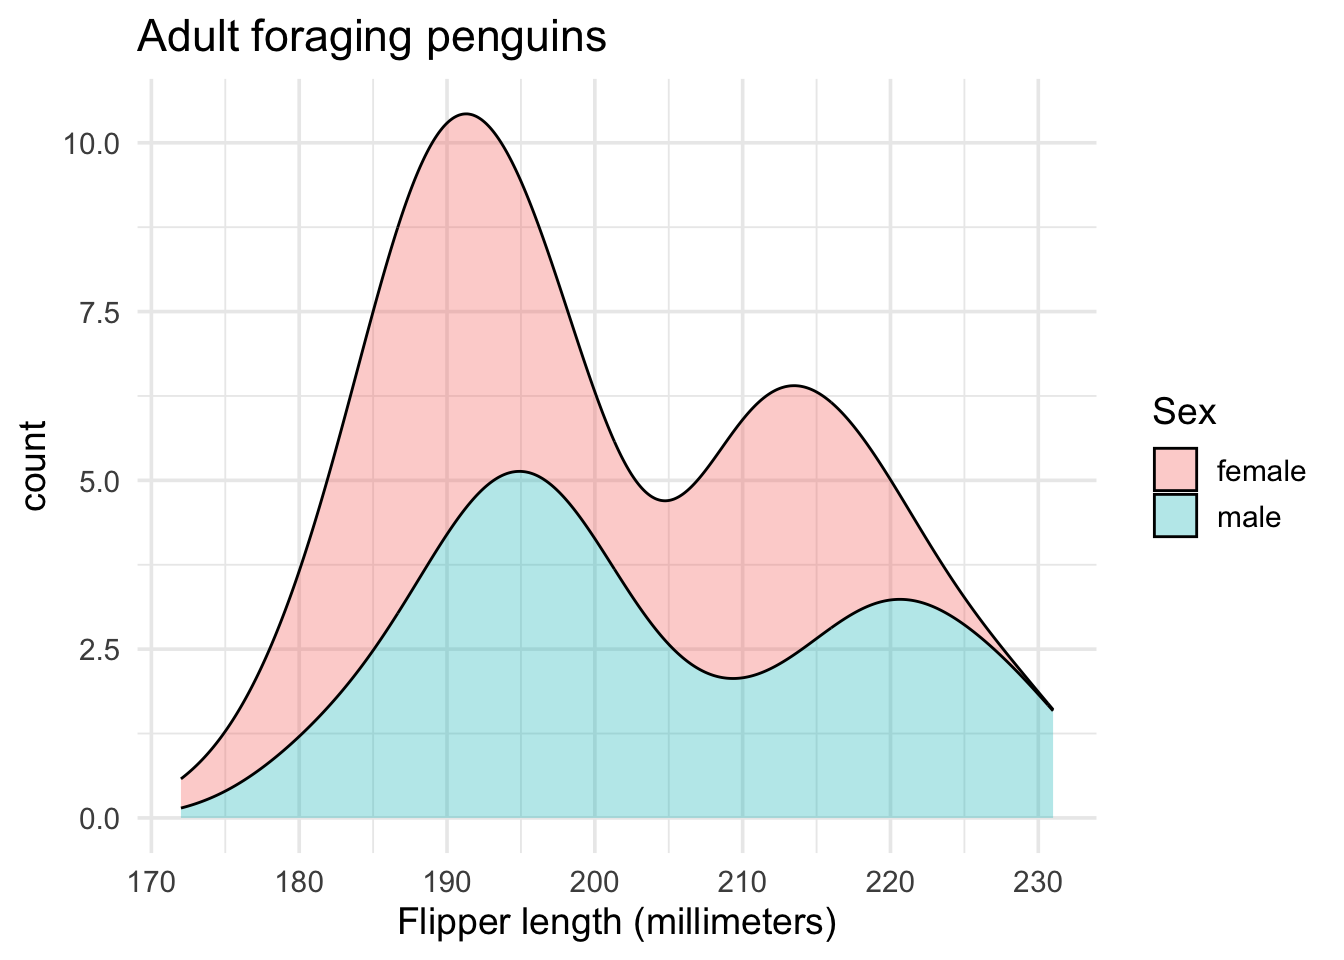 Adult foraging penguins
10.0
7.5
5.0
2.5
0.0
count
170 180 190 200 210 220 230
Flipper length (millimeters)
Sex
female
male